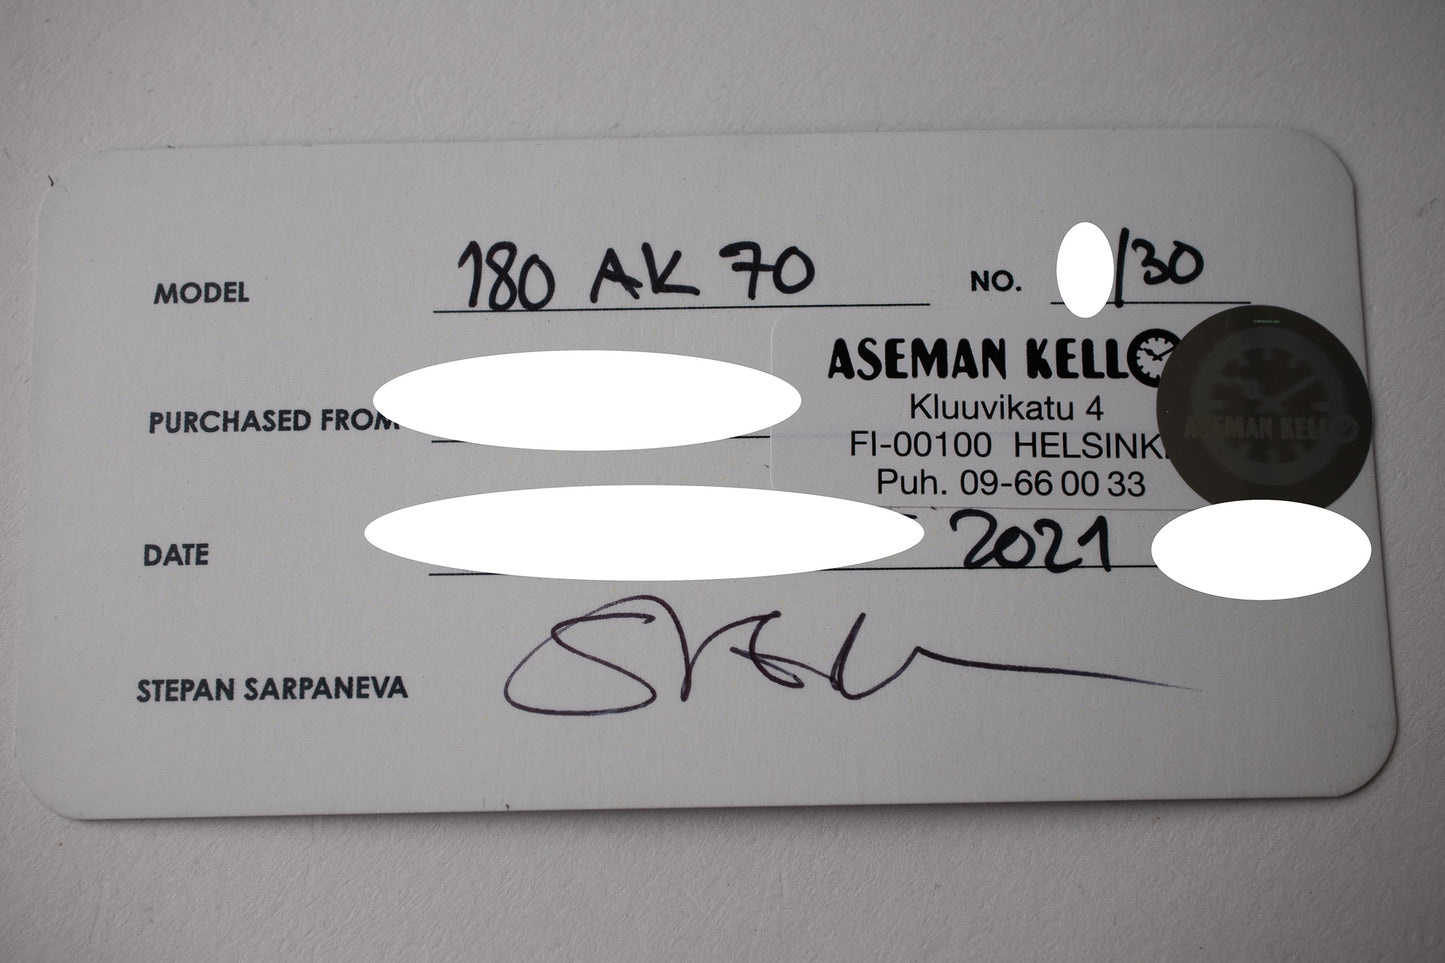 MODEL 180 AK 70 NO. /30
ASEMAN KELLO
PURCHASED FROM
Kluuvikatu 4
FI-00100 HELSINKI
Puh. 09-66 00 33
ASEMAN KELLO
DATE 2021
STEPAN SARPANEVA